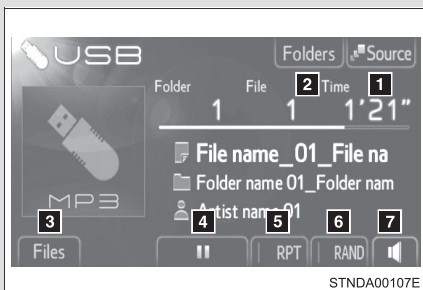 USB
Folders
Source
Folder File 2 Time 1
1 1 1'21"
File name_01_File na
Folder name 01_Folder nam
Artist name 01
MP3
3 4 5 6 7
Files RPT RAND
STNDA00107E